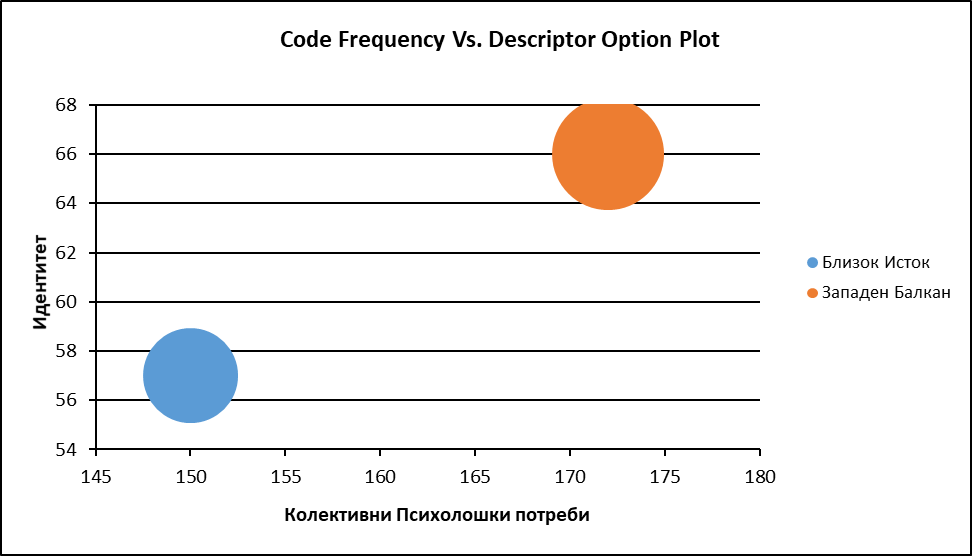 Code Frequency Vs. Descriptor Option Plot
68
66
64
62
60
58
56
54
145 150 155 160 165 170 175 180
Идентитет
Колективни Психолошки потреби
Близок Исток
Западен Балкан